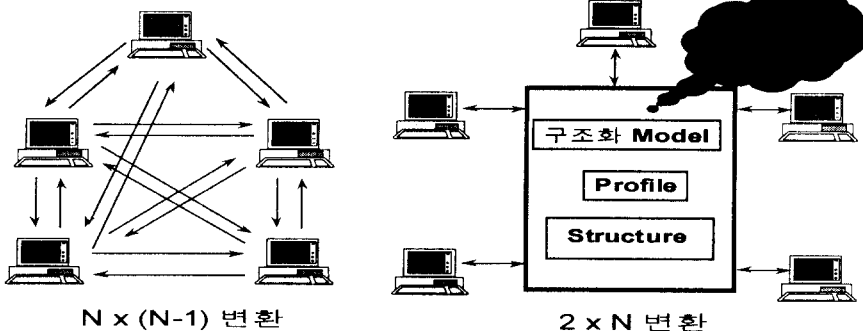 구조화 Model
Profile
Structure
N x (N-1) 변환
2 x N 변환